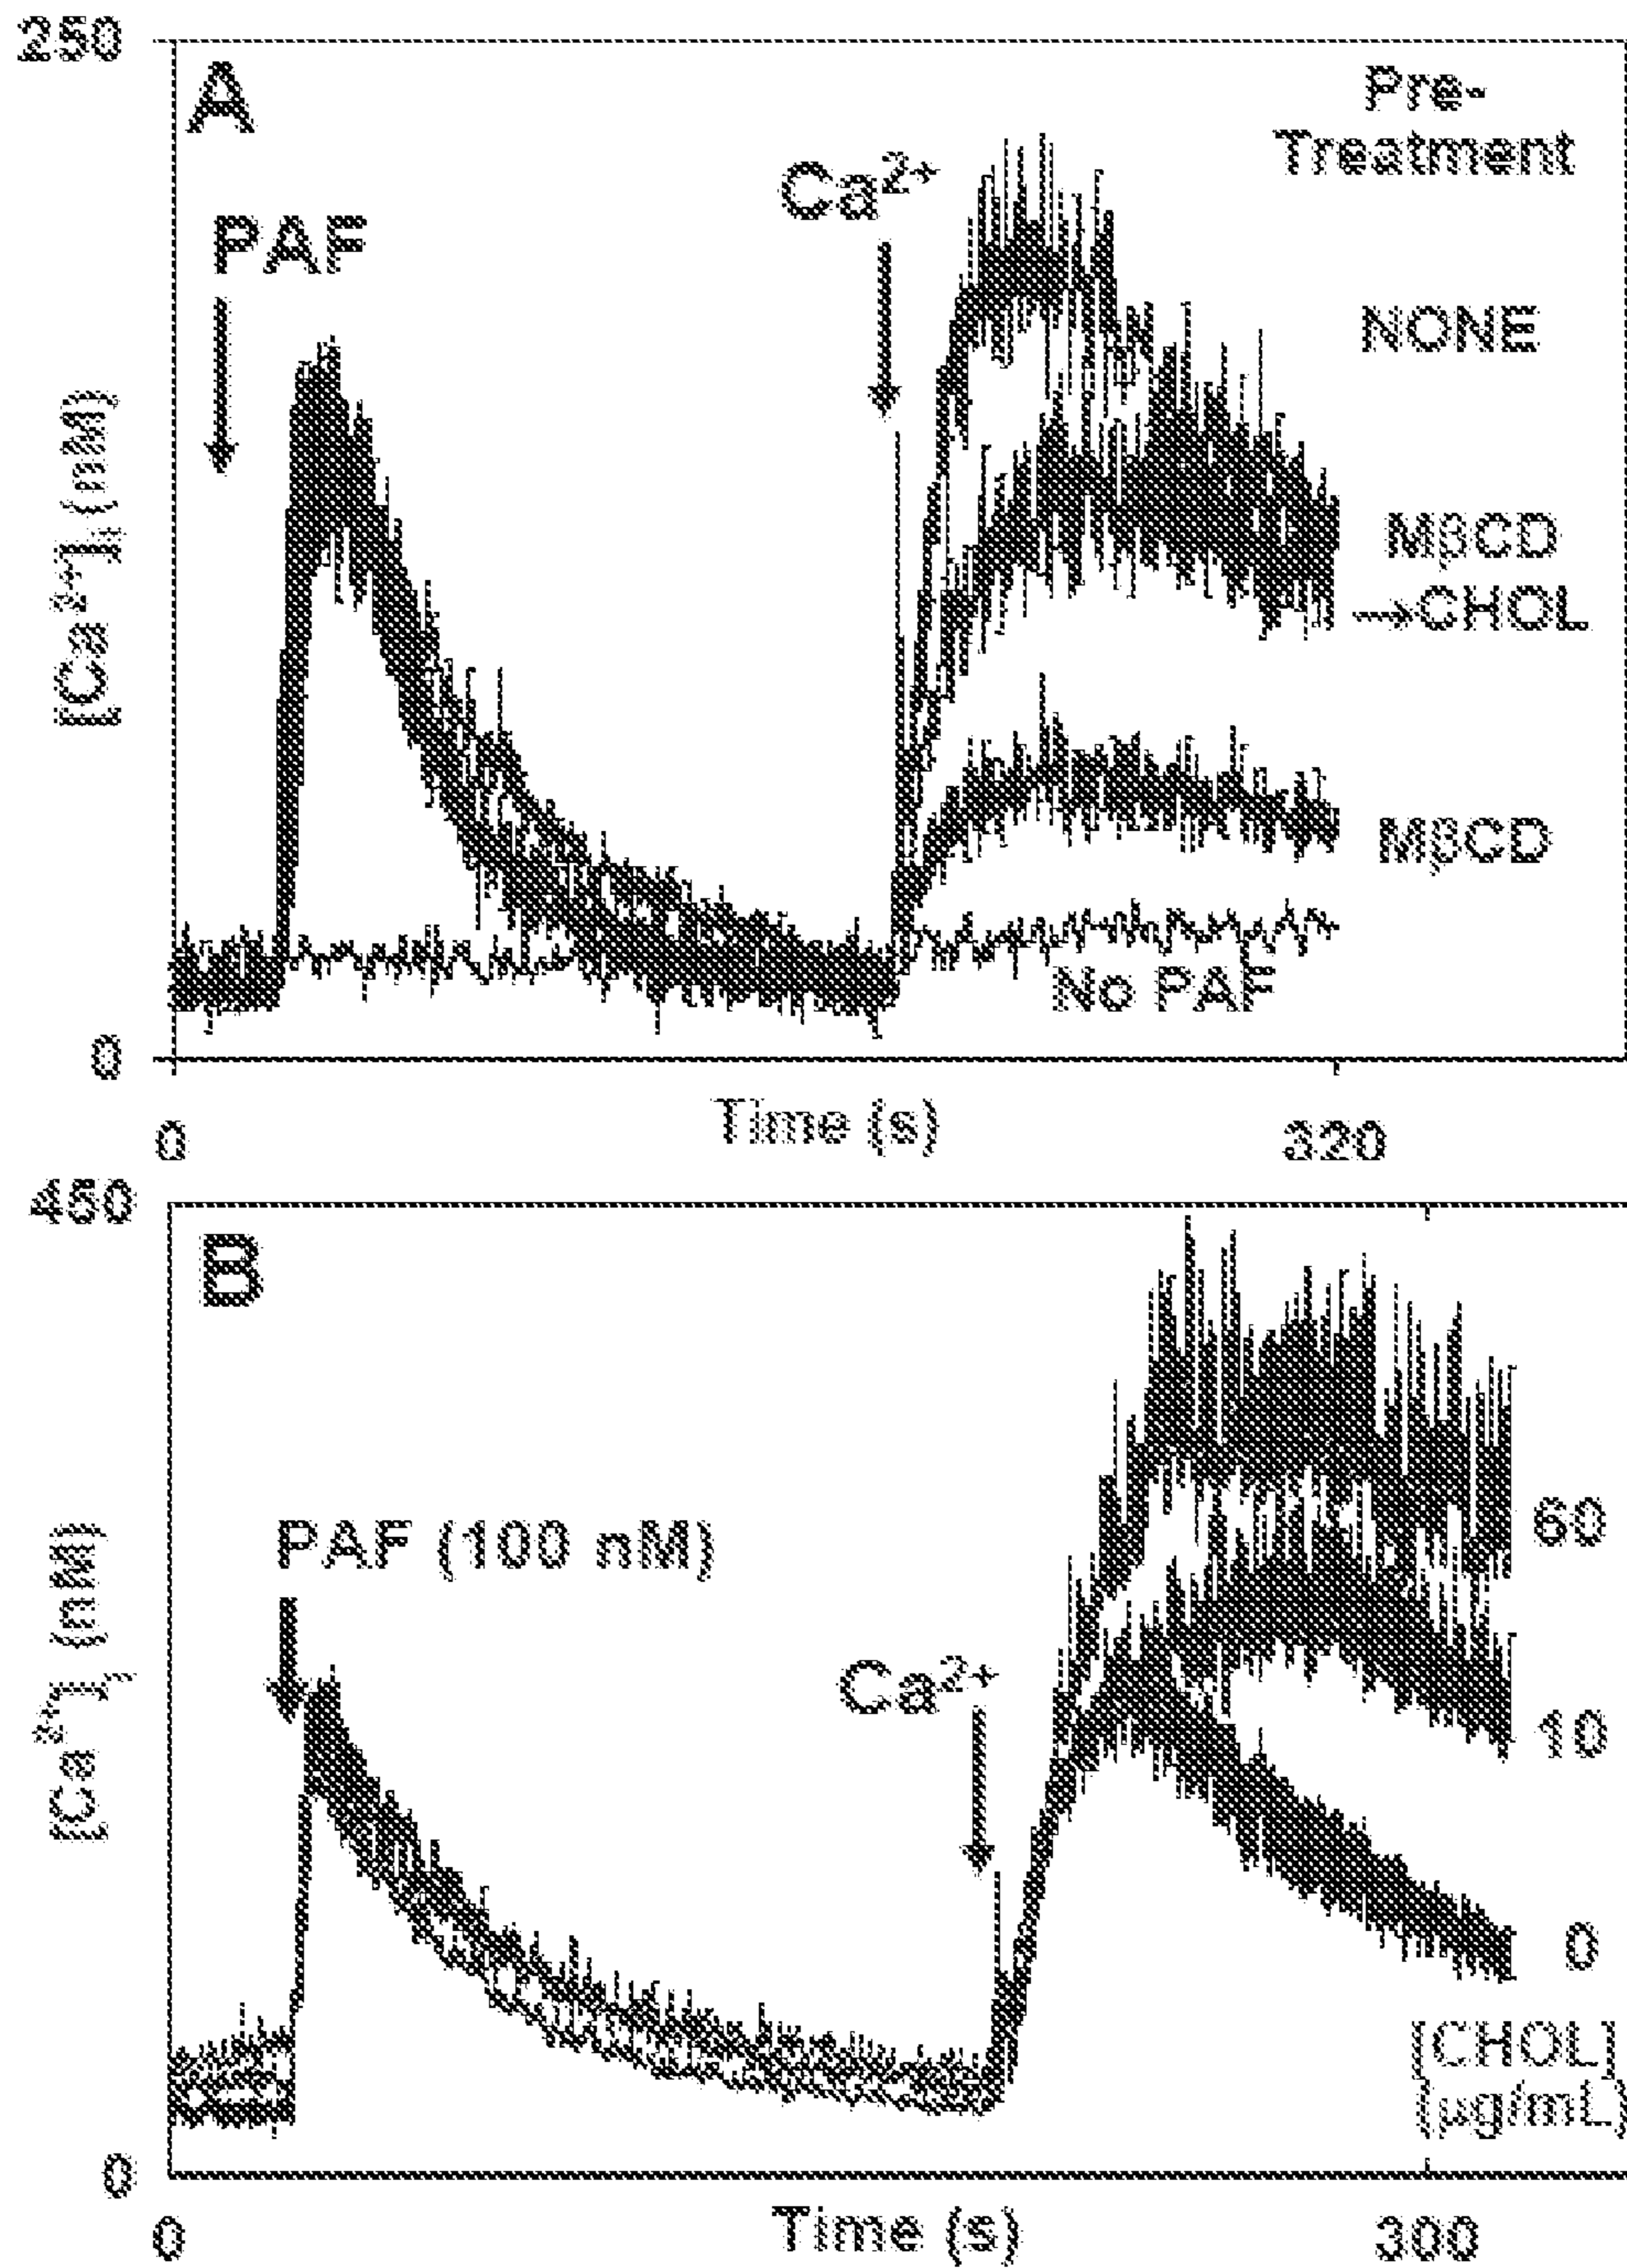 250
A
Pre-
Treatment
Ca²⁺
PAF
NONE
[Ca²⁺]ᵢ (nM)
MβCD
→CHOL
MβCD
No PAF
0
0
Time (s)
320
450
B
PAF (100 nM)
60
Ca²⁺
10
[Ca²⁺]ᵢ (nM)
0
[CHOL]
(µg/mL)
0
0
Time (s)
300